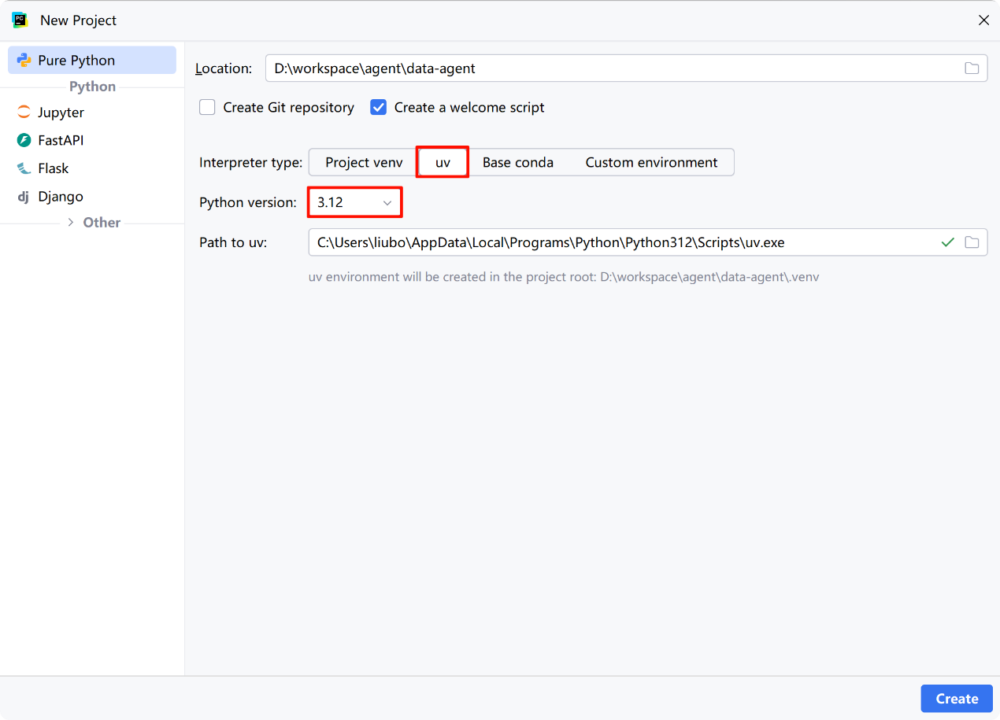 New Project
Pure Python
Python
Jupyter
FastAPI
Flask
dj Django
Other
Location: D:\workspace\agent\data-agent
Create Git repository Create a welcome script
Interpreter type: Project venv uv Base conda Custom environment
Python version: 3.12
Path to uv: C:\Users\liubo\AppData\Local\Programs\Python\Python312\Scripts\uv.exe
uv environment will be created in the project root: D:\workspace\agent\data-agent\.venv
Create